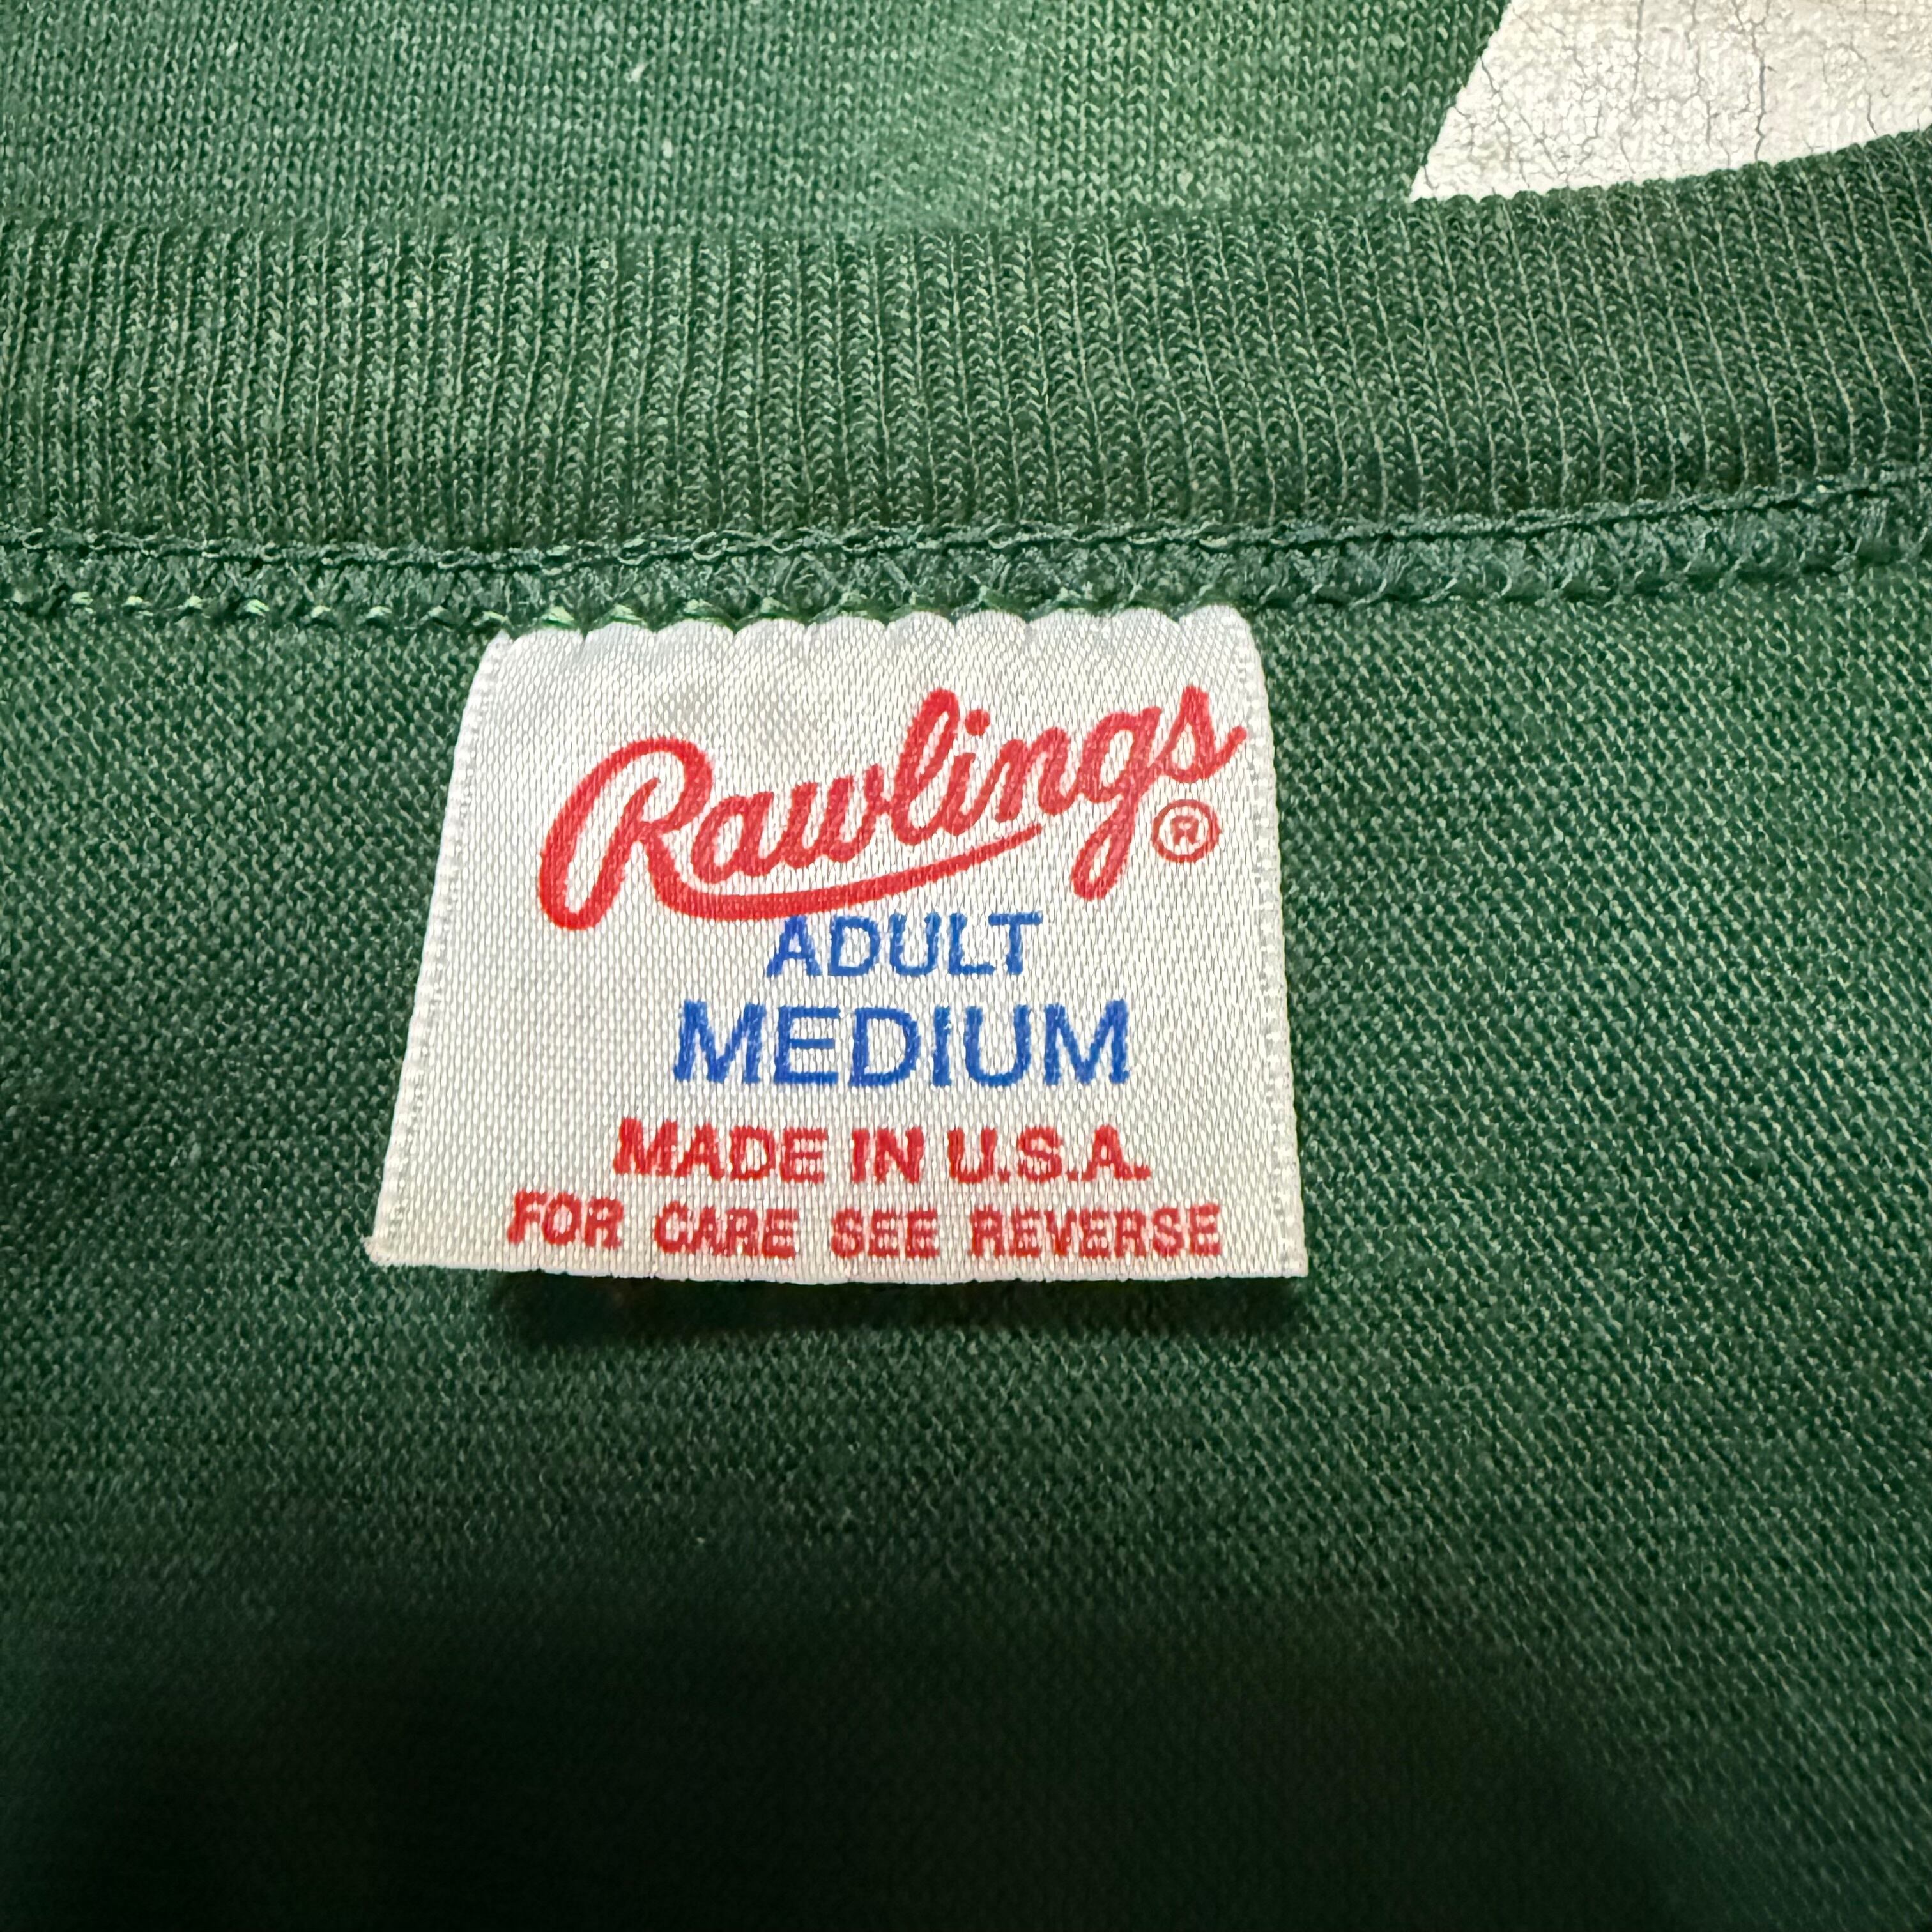 Rawlings®
ADULT
MEDIUM
MADE IN U.S.A.
FOR CARE SEE REVERSE